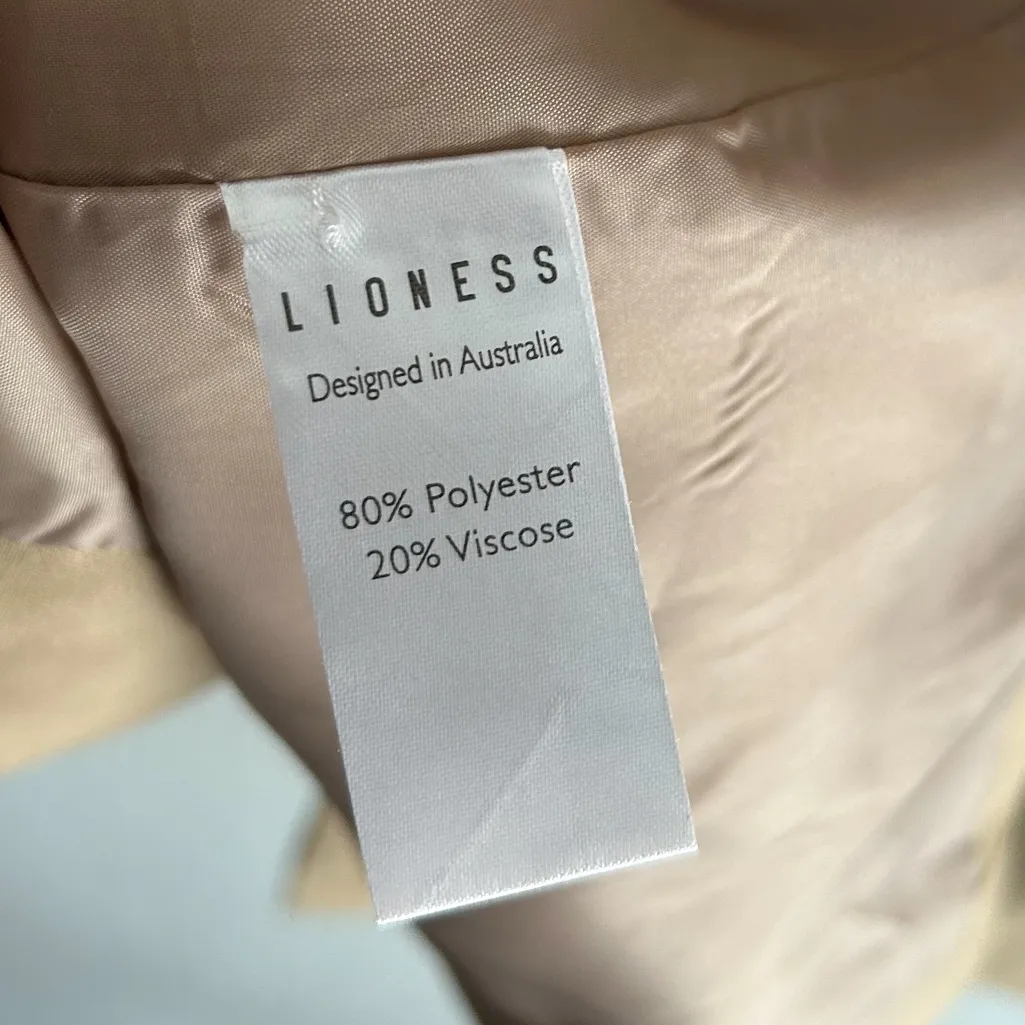 LIONESS
Designed in Australia
80% Polyester
20% Viscose